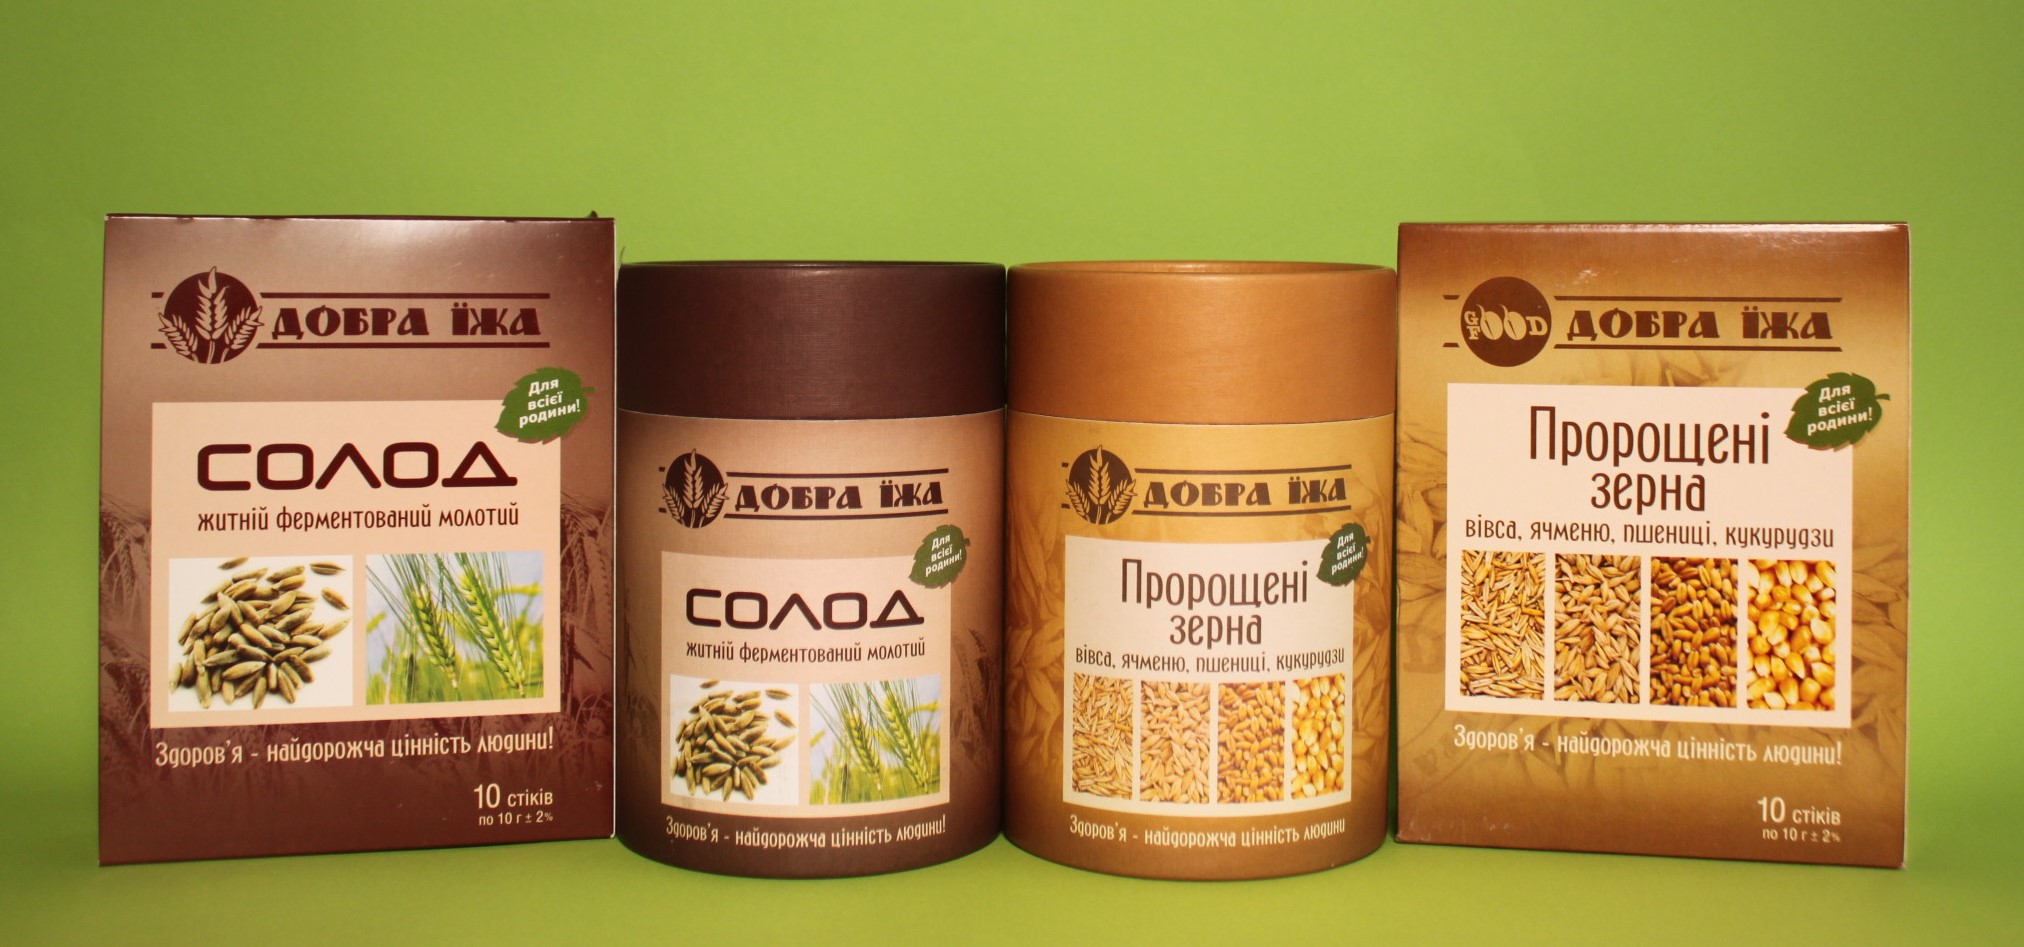 ДОБРА ЇЖА
Для
всієї
родини!
СОЛОД
житній ферментований молотий
Здоров'я - найдорожча цінність людини!
10 стіків
по 10 г ± 2%
ДОБРА ЇЖА
Для
всієї
родини!
СОЛОД
житній ферментований молотий
Здоров'я - найдорожча цінність людини!
ДОБРА ЇЖА
Для
всієї
родини!
Пророщені
зерна
вівса, ячменю, пшениці, кукурудзи
Здоров'я - найдорожча цінність людини
GOOD
FOOD
ДОБРА ЇЖА
Для
всієї
родини!
Пророщені
зерна
вівса, ячменю, пшениці, кукурудзи
Здоров'я - найдорожча цінність людини!
10 стіків
по 10 г ± 2%